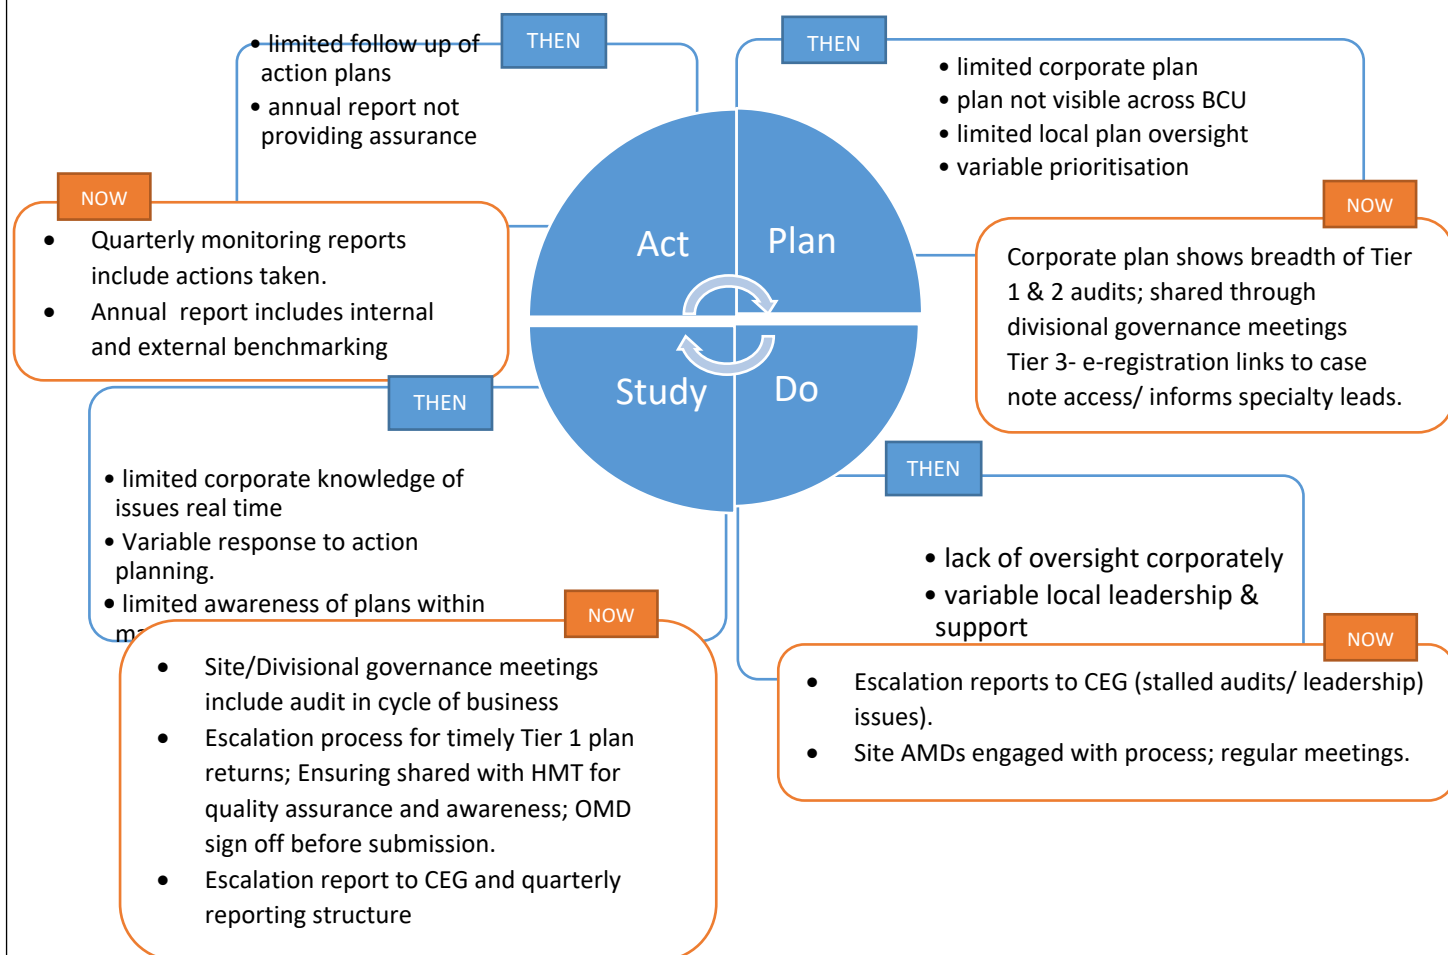 THEN
• limited follow up of
action plans
• annual report not
providing assurance
NOW
• Quarterly monitoring reports
include actions taken.
• Annual report includes internal
and external benchmarking
THEN
• limited corporate plan
• plan not visible across BCU
• limited local plan oversight
• variable prioritisation
NOW
Corporate plan shows breadth of Tier
1 & 2 audits; shared through
divisional governance meetings
Tier 3- e-registration links to case
note access/ informs specialty leads.
Act
Plan
Study
Do
THEN
• limited corporate knowledge of
issues real time
• Variable response to action
planning.
• limited awareness of plans within
NOW
• Site/Divisional governance meetings
include audit in cycle of business
• Escalation process for timely Tier 1 plan
returns; Ensuring shared with HMT for
quality assurance and awareness; OMD
sign off before submission.
• Escalation report to CEG and quarterly
reporting structure
THEN
• lack of oversight corporately
• variable local leadership &
support
NOW
• Escalation reports to CEG (stalled audits/ leadership)
issues).
• Site AMDs engaged with process; regular meetings.